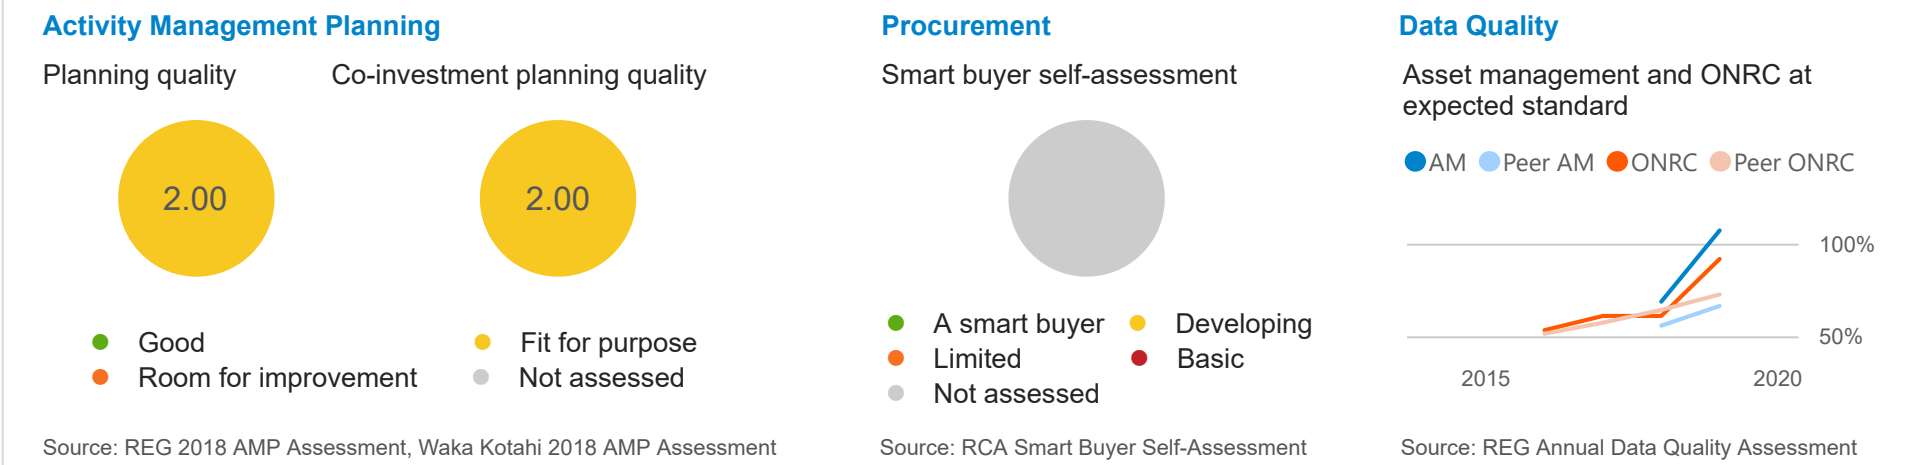 Activity Management Planning
Planning quality
Co-investment planning quality
2.00
2.00
Good
Fit for purpose
Room for improvement
Not assessed
Source: REG 2018 AMP Assessment, Waka Kotahi 2018 AMP Assessment
Procurement
Smart buyer self-assessment
A smart buyer
Developing
Limited
Basic
Not assessed
Source: RCA Smart Buyer Self-Assessment
Data Quality
Asset management and ONRC at
expected standard
AM Peer AM ONRC Peer ONRC
100%
50%
2015
2020
Source: REG Annual Data Quality Assessment